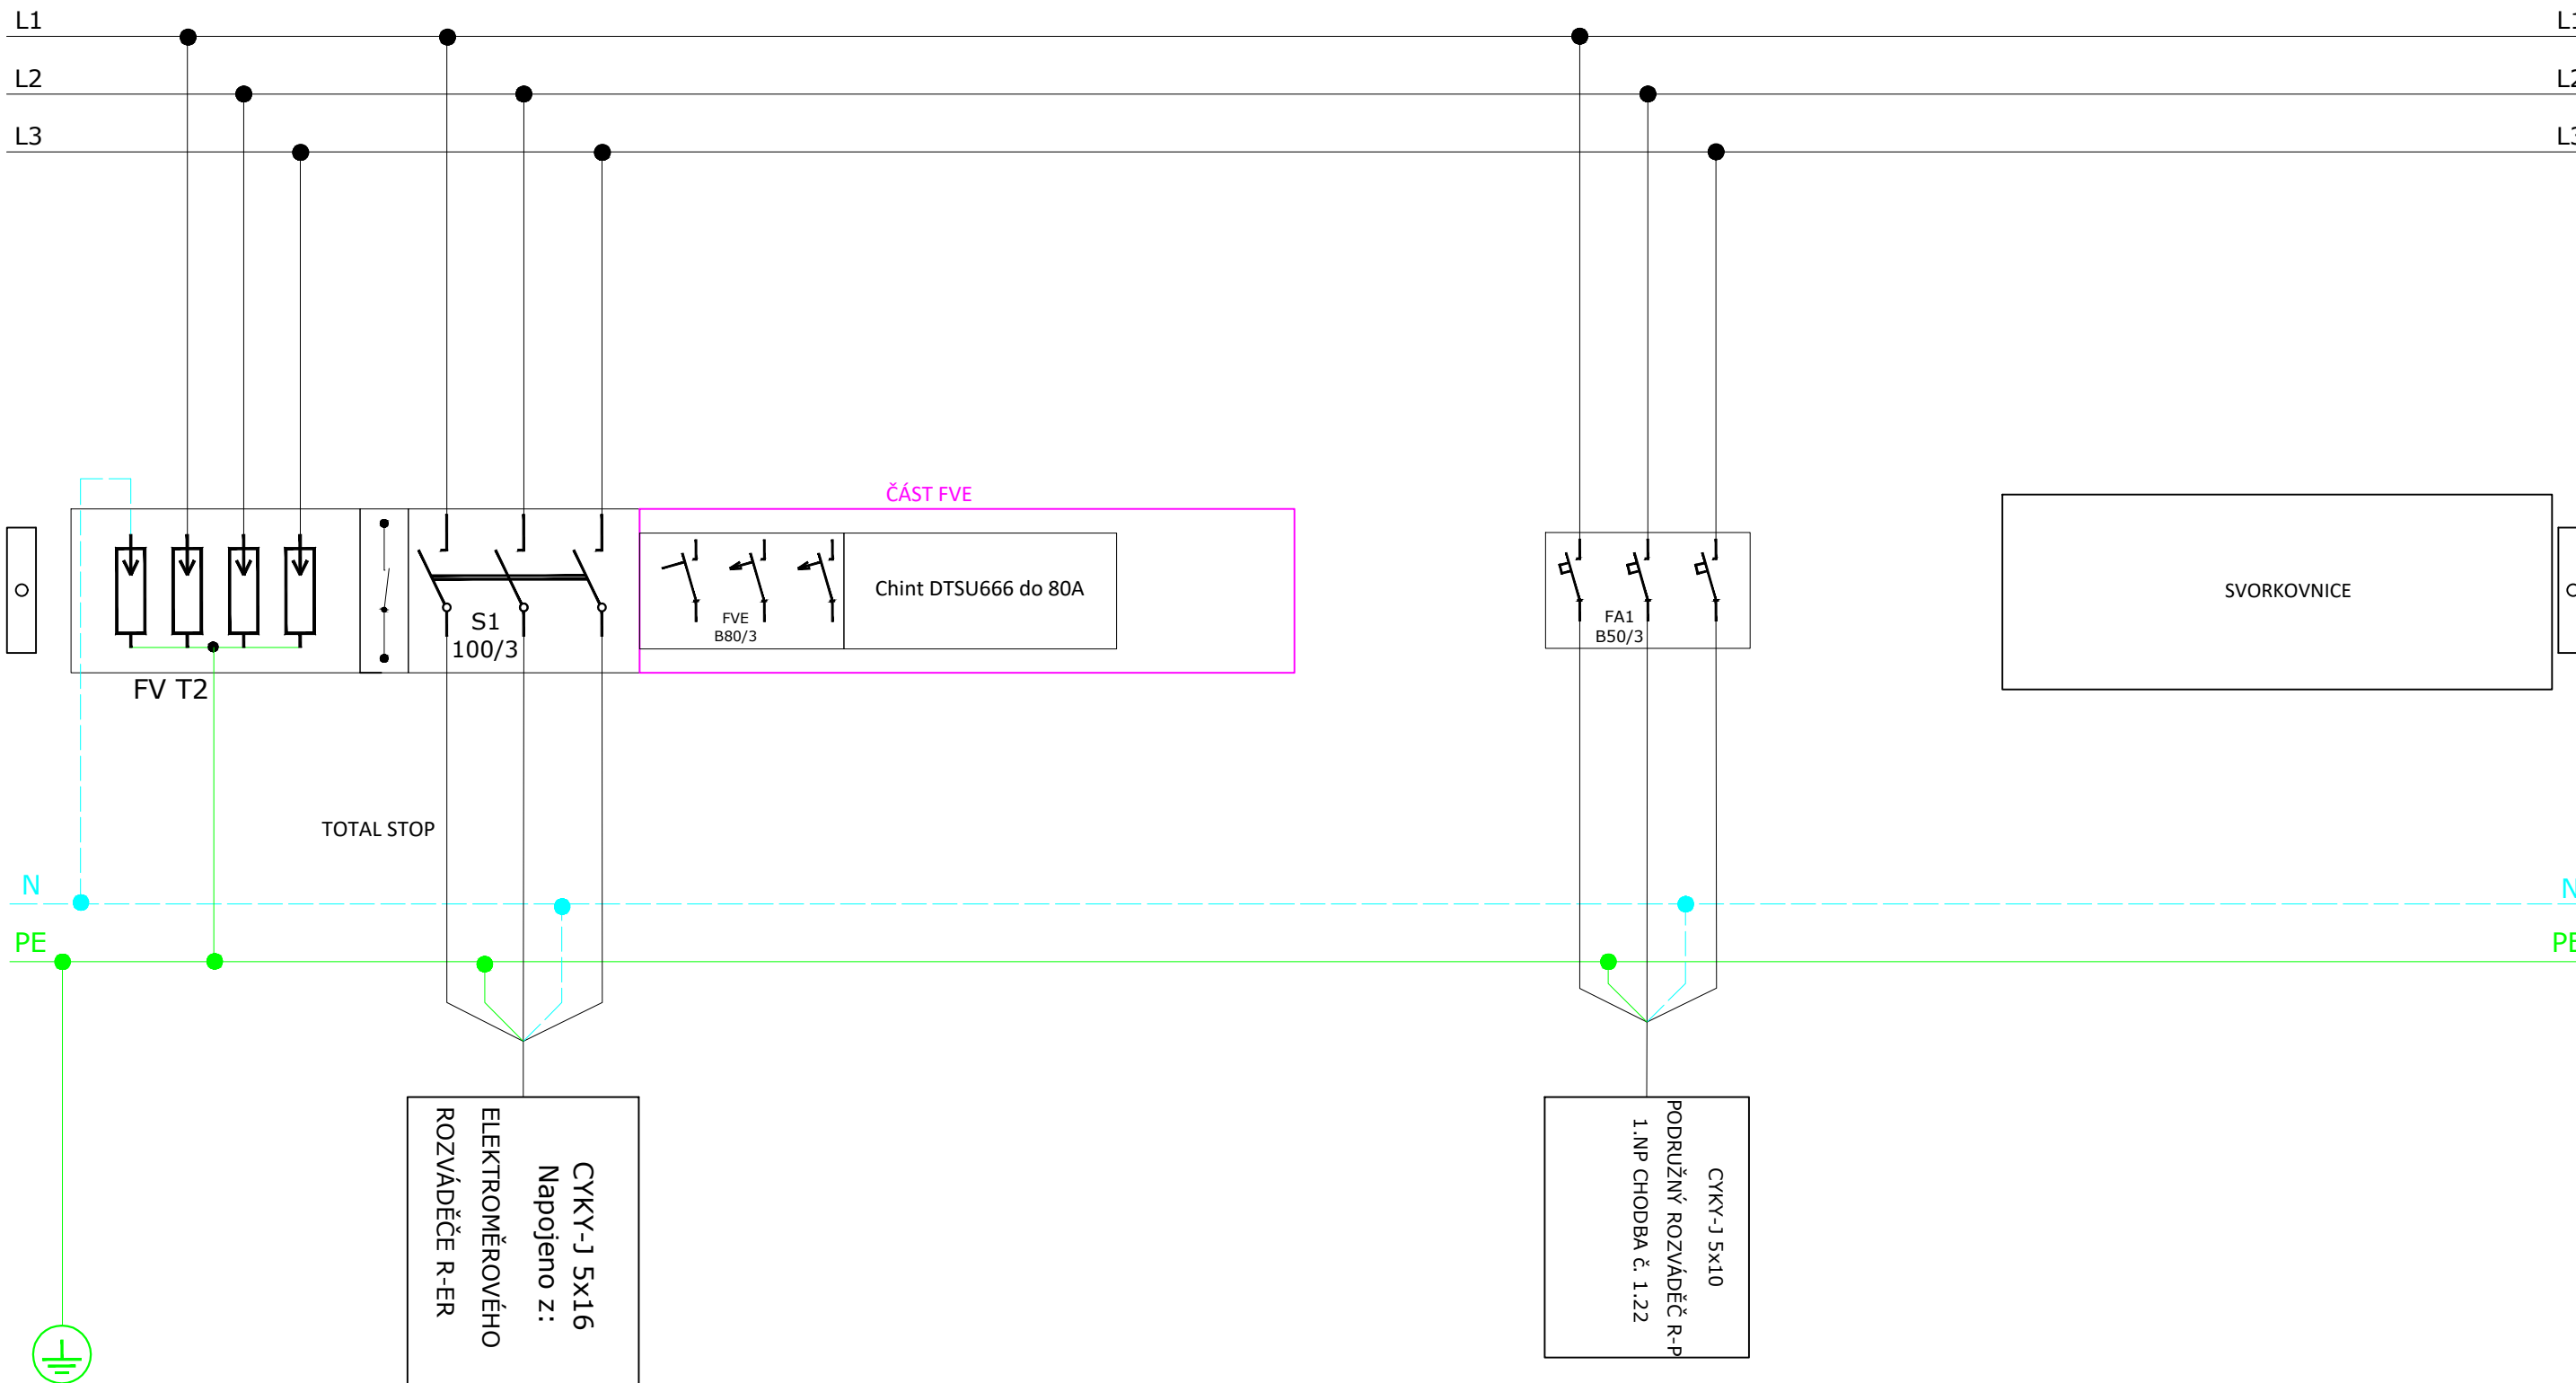 L1
L1
L2
L2
L3
L3
ČÁST FVE
S1
100/3
FVE
B80/3
Chint DTSU666 do 80A
FA1
B50/3
SVORKOVNICE
FV T2
TOTAL STOP
N
N
PE
PE
CYKY-J 5x16
Napojeno z:
ELEKTROMĚROVÉHO
ROZVÁDĚČE R-ER
CYKY-J 5x10
PODRUŽNÝ ROZVÁDĚČ R-P
1.NP CHODBA č. 1.22